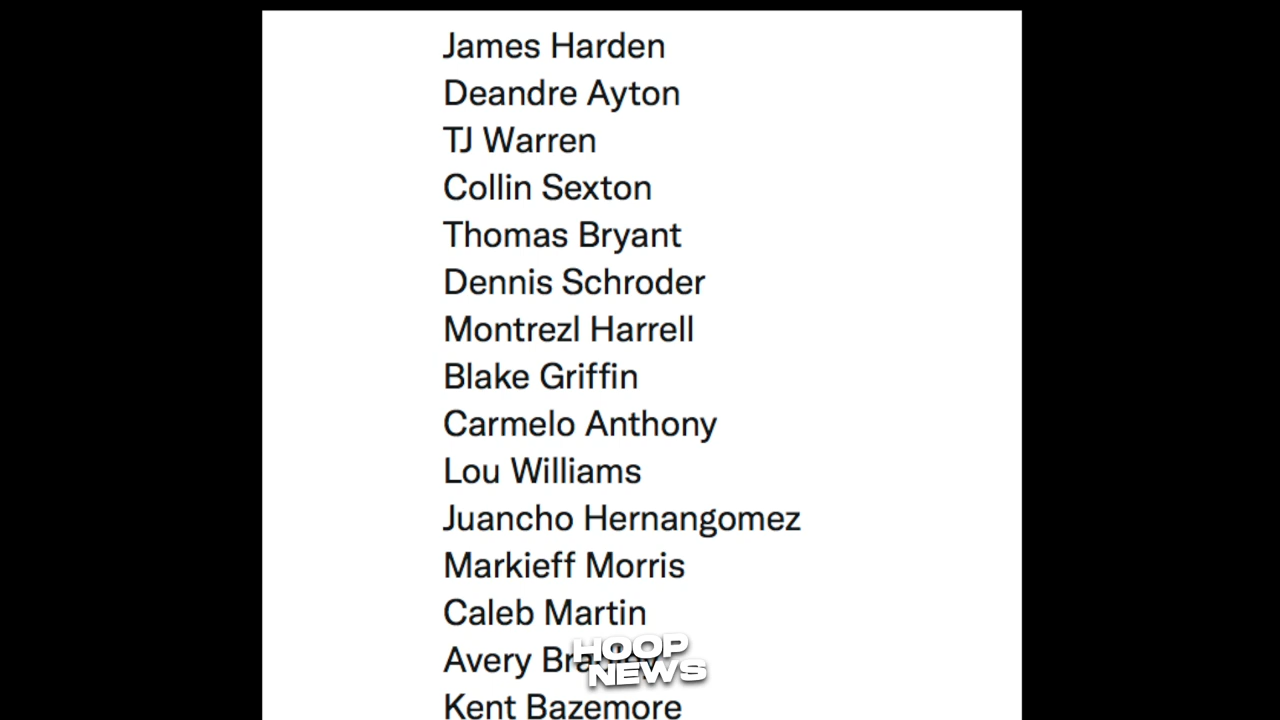 James Harden
Deandre Ayton
TJ Warren
Collin Sexton
Thomas Bryant
Dennis Schroder
Montrezl Harrell
Blake Griffin
Carmelo Anthony
Lou Williams
Juancho Hernangomez
Markieff Morris
Caleb Martin
Avery
HOOP
NEWS
Kent Bazemore